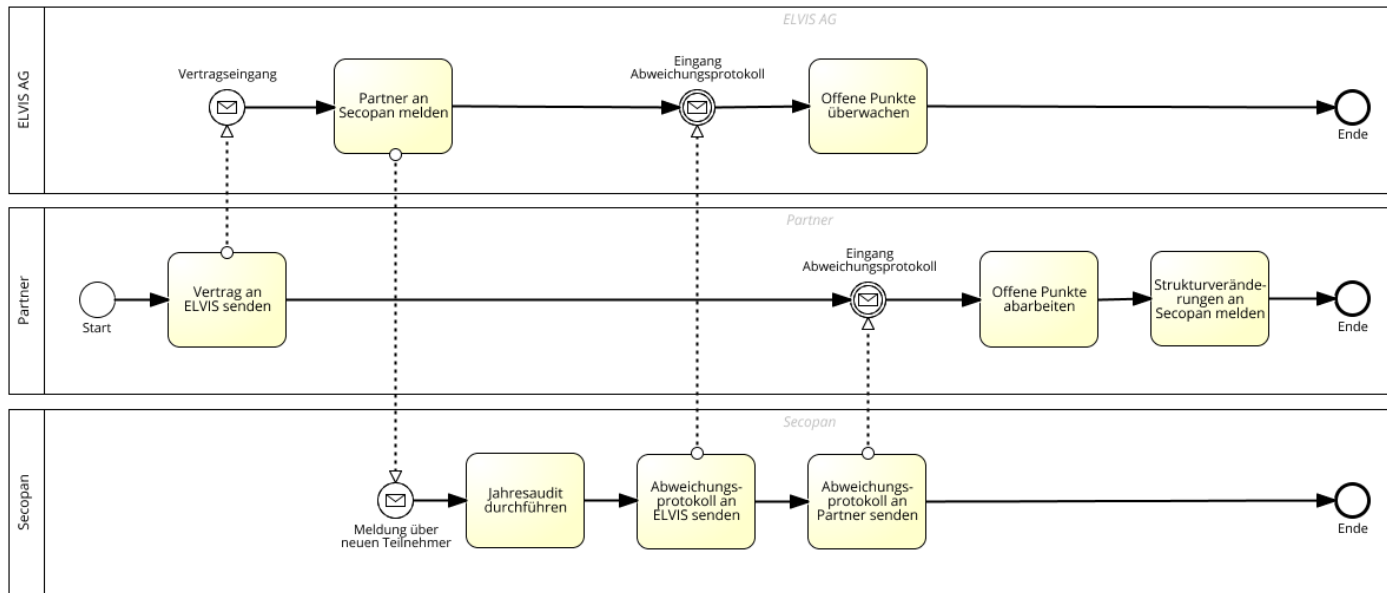 ELVIS AG
ELVIS AG
Vertragseingang
Partner an
Secopan melden
Eingang
Abweichungsprotokoll
Offene Punkte
überwachen
Ende
Partner
Partner
Start
Vertrag an
ELVIS senden
Eingang
Abweichungsprotokoll
Offene Punkte
abarbeiten
Strukturverände-
rungen an
Secopan melden
Ende
Secopan
Secopan
Meldung über
neuen Teilnehmer
Jahresaudit
durchführen
Abweichungs-
protokoll an
ELVIS senden
Abweichungs-
protokoll an
Partner senden
Ende